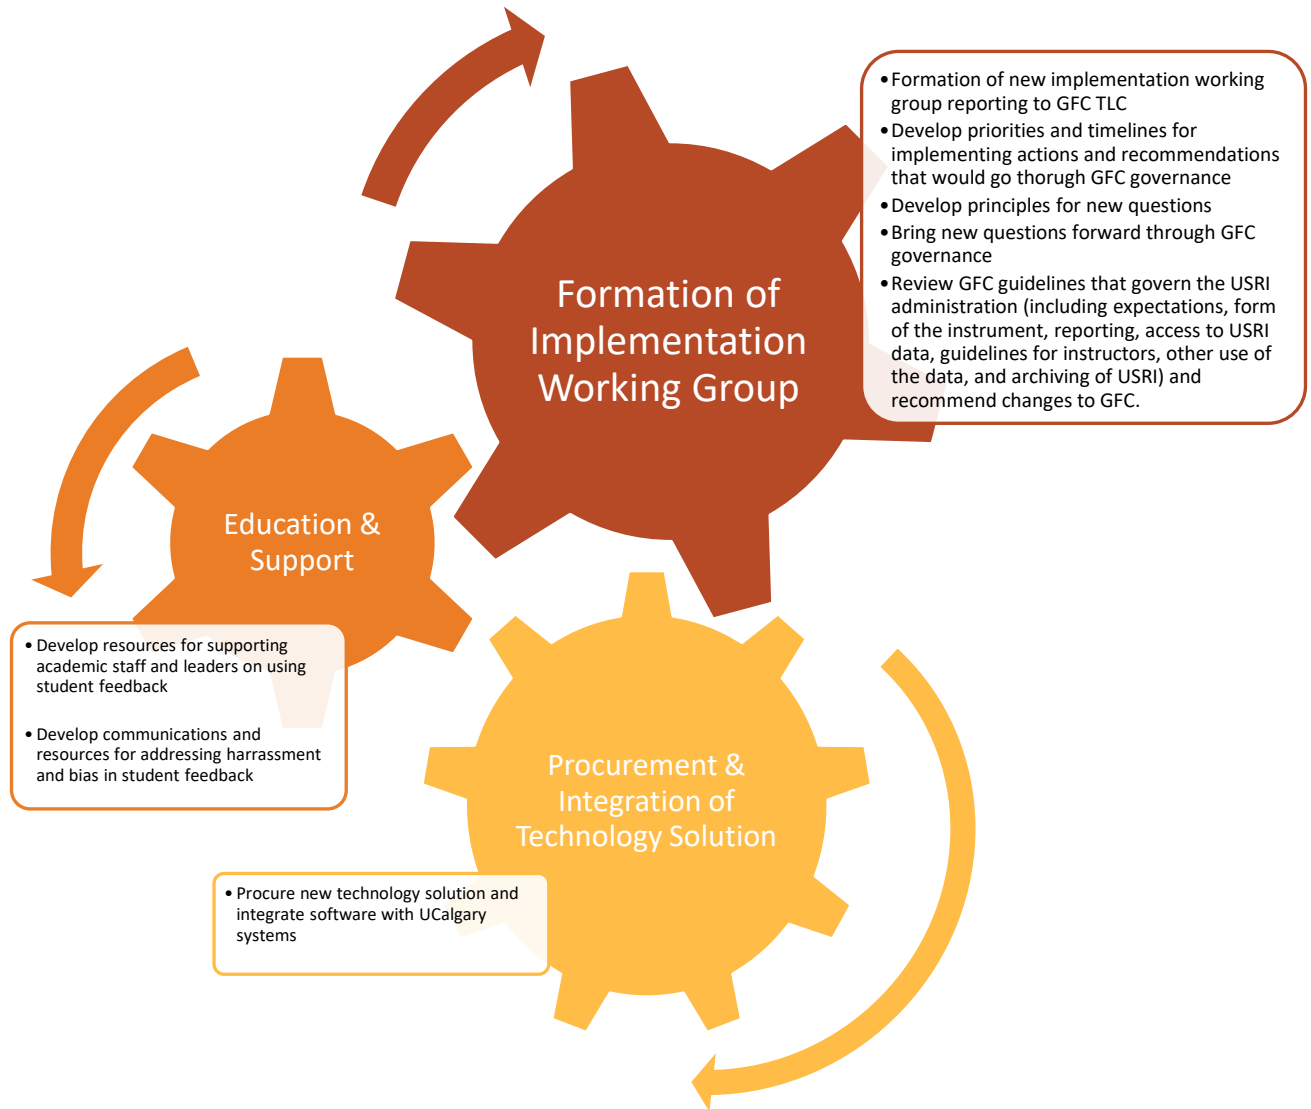 Formation of
Implementation
Working Group
•Formation of new implementation working
group reporting to GFC TLC
•Develop priorities and timelines for
implementing actions and recommendations
that would go thorugh GFC governance
•Develop principles for new questions
•Bring new questions forward through GFC
governance
•Review GFC guidelines that govern the USRI
administration (including expectations, form
of the instrument, reporting, access to USRI
data, guidelines for instructors, other use of
the data, and archiving of USRI) and
recommend changes to GFC.
Education &
Support
• Develop resources for supporting
academic staff and leaders on using
student feedback
• Develop communications and
resources for addressing harrassment
and bias in student feedback
Procurement &
Integration of
Technology Solution
• Procure new technology solution and
integrate software with UCalgary
systems